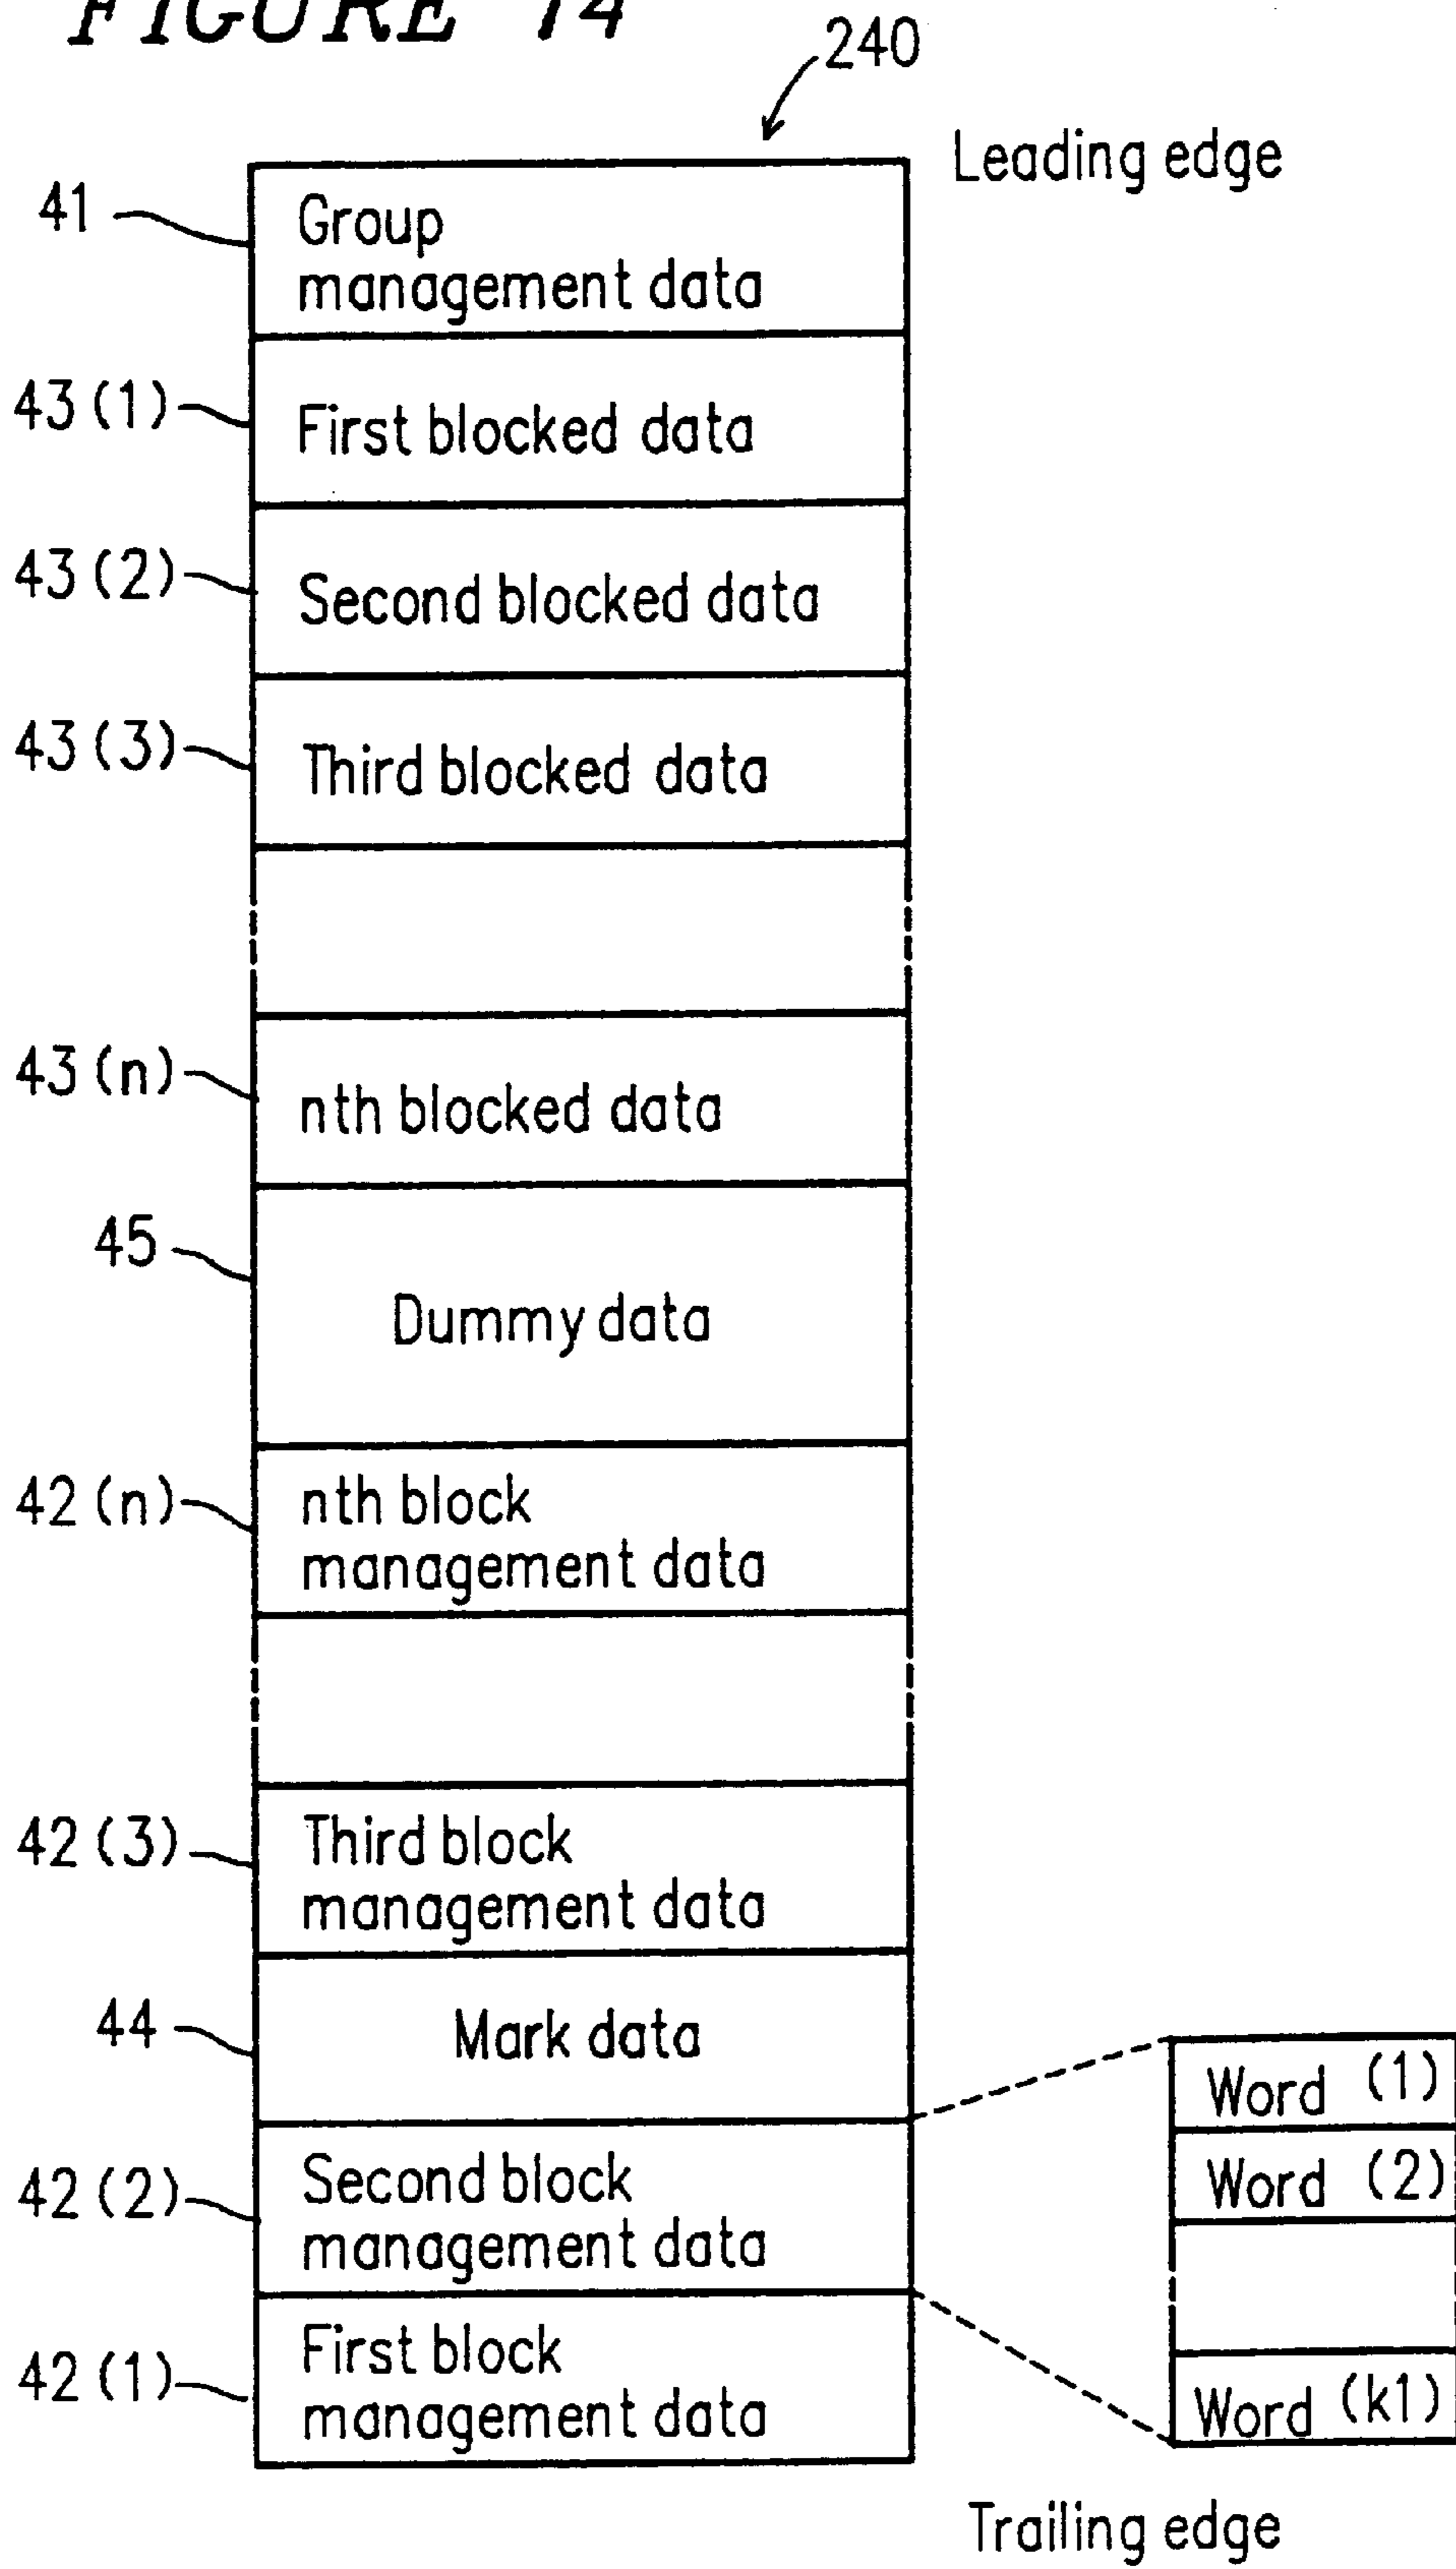 FIGURE 14
240
Leading edge
41
Group
management data
43(1)
First blocked data
43(2)
Second blocked data
43(3)
Third blocked data
43(n)
nth blocked data
45
Dummy data
42(n)
nth block
management data
42(3)
Third block
management data
44
Mark data
Word (1)
Word (2)
Word (k1)
42(2)
Second block
management data
42(1)
First block
management data
Trailing edge